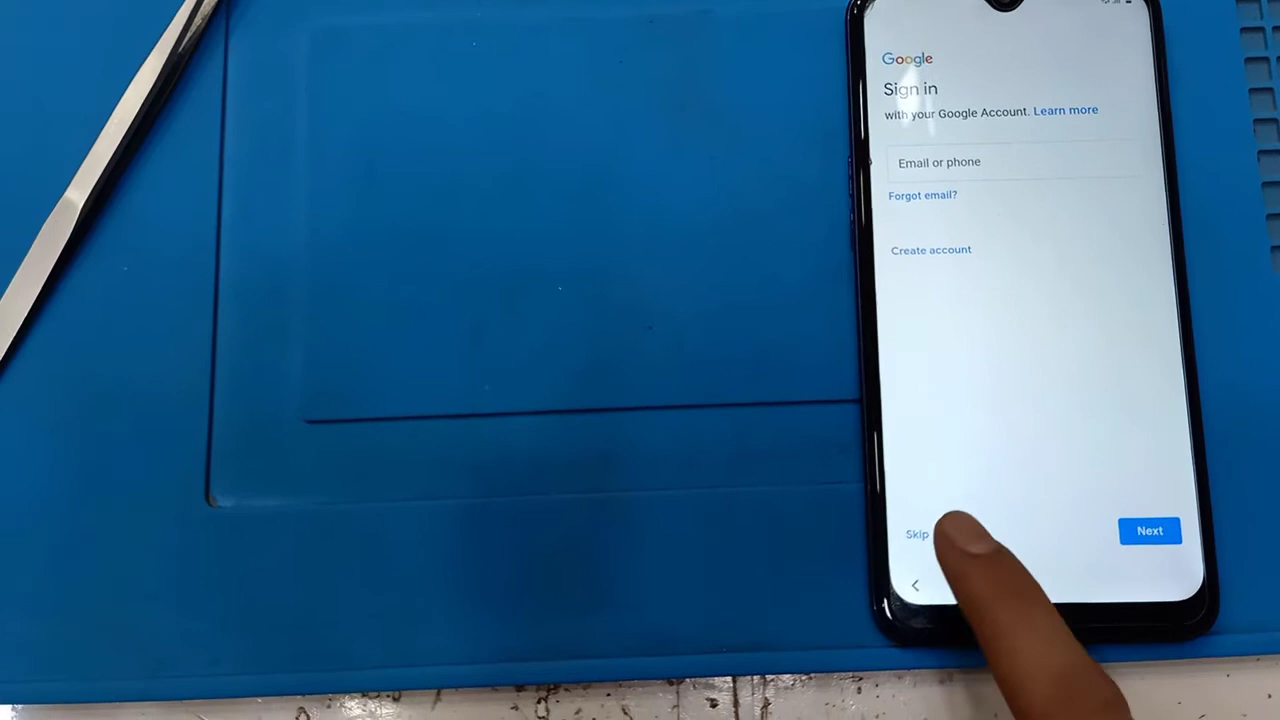 Google
Sign in
with your Google Account. Learn more
Email or phone
Forgot email?
Create account
Skip
Next